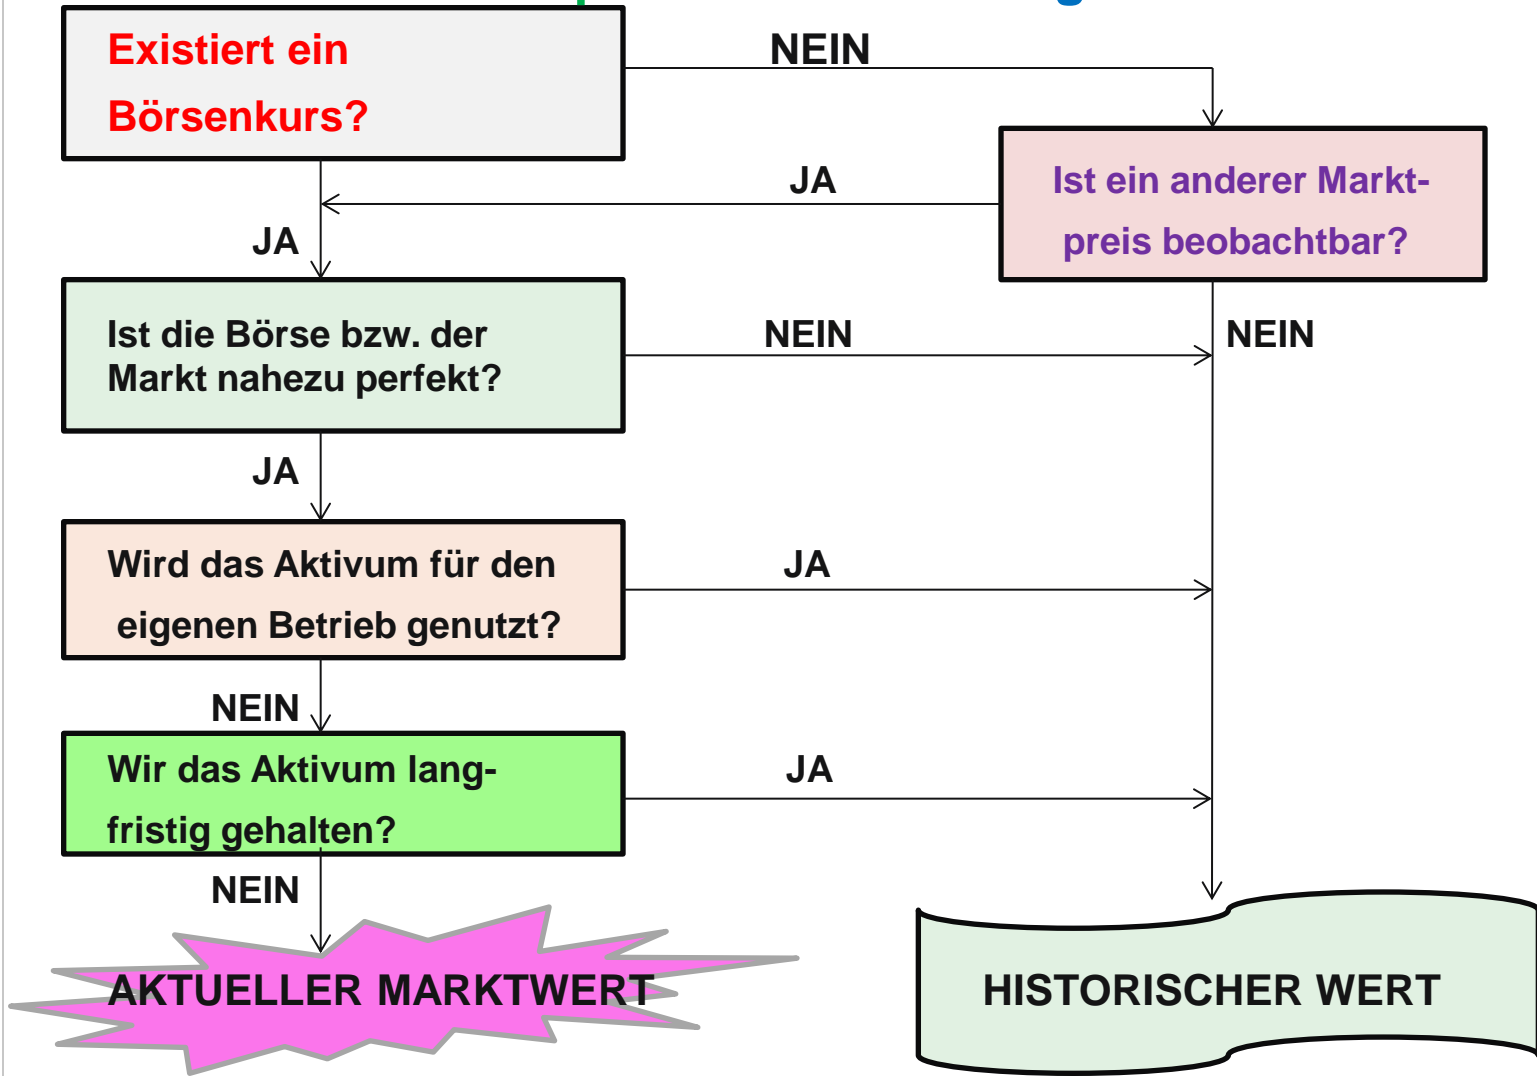 Existiert ein
Börsenkurs?
NEIN
JA
Ist ein anderer Markt-
preis beobachtbar?
JA
Ist die Börse bzw. der
Markt nahezu perfekt?
NEIN
NEIN
JA
Wird das Aktivum für den
eigenen Betrieb genutzt?
JA
NEIN
Wir das Aktivum lang-
fristig gehalten?
JA
NEIN
AKTUELLER MARKTWERT
HISTORISCHER WERT